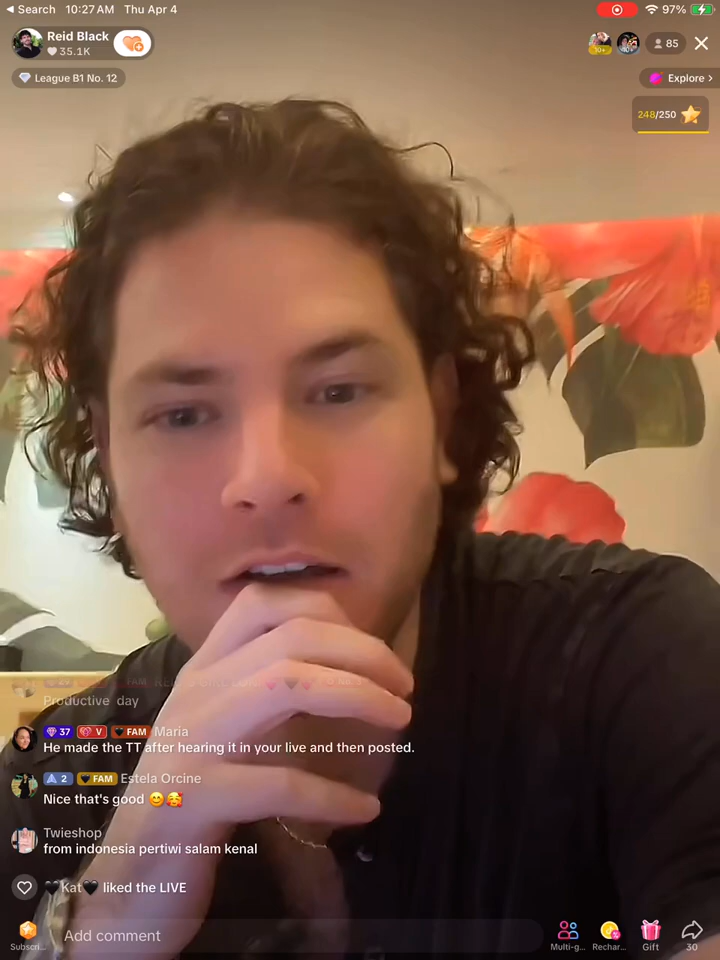 Search 10:27 AM Thu Apr 4 97%
Reid Black
35.1K
10+
85
League B1 No. 12
Explore >
248/250
Productive day
37 V FAM Maria
He made the TT after hearing it in your live and then posted.
2 FAM Estela Orcine
Nice that's good 😊🥰
Twieshop
from indonesia pertiwi salam kenal
🖤Kat🖤 liked the LIVE
Add comment
Subscri...
Multi-g...
Rechar...
Gift
30